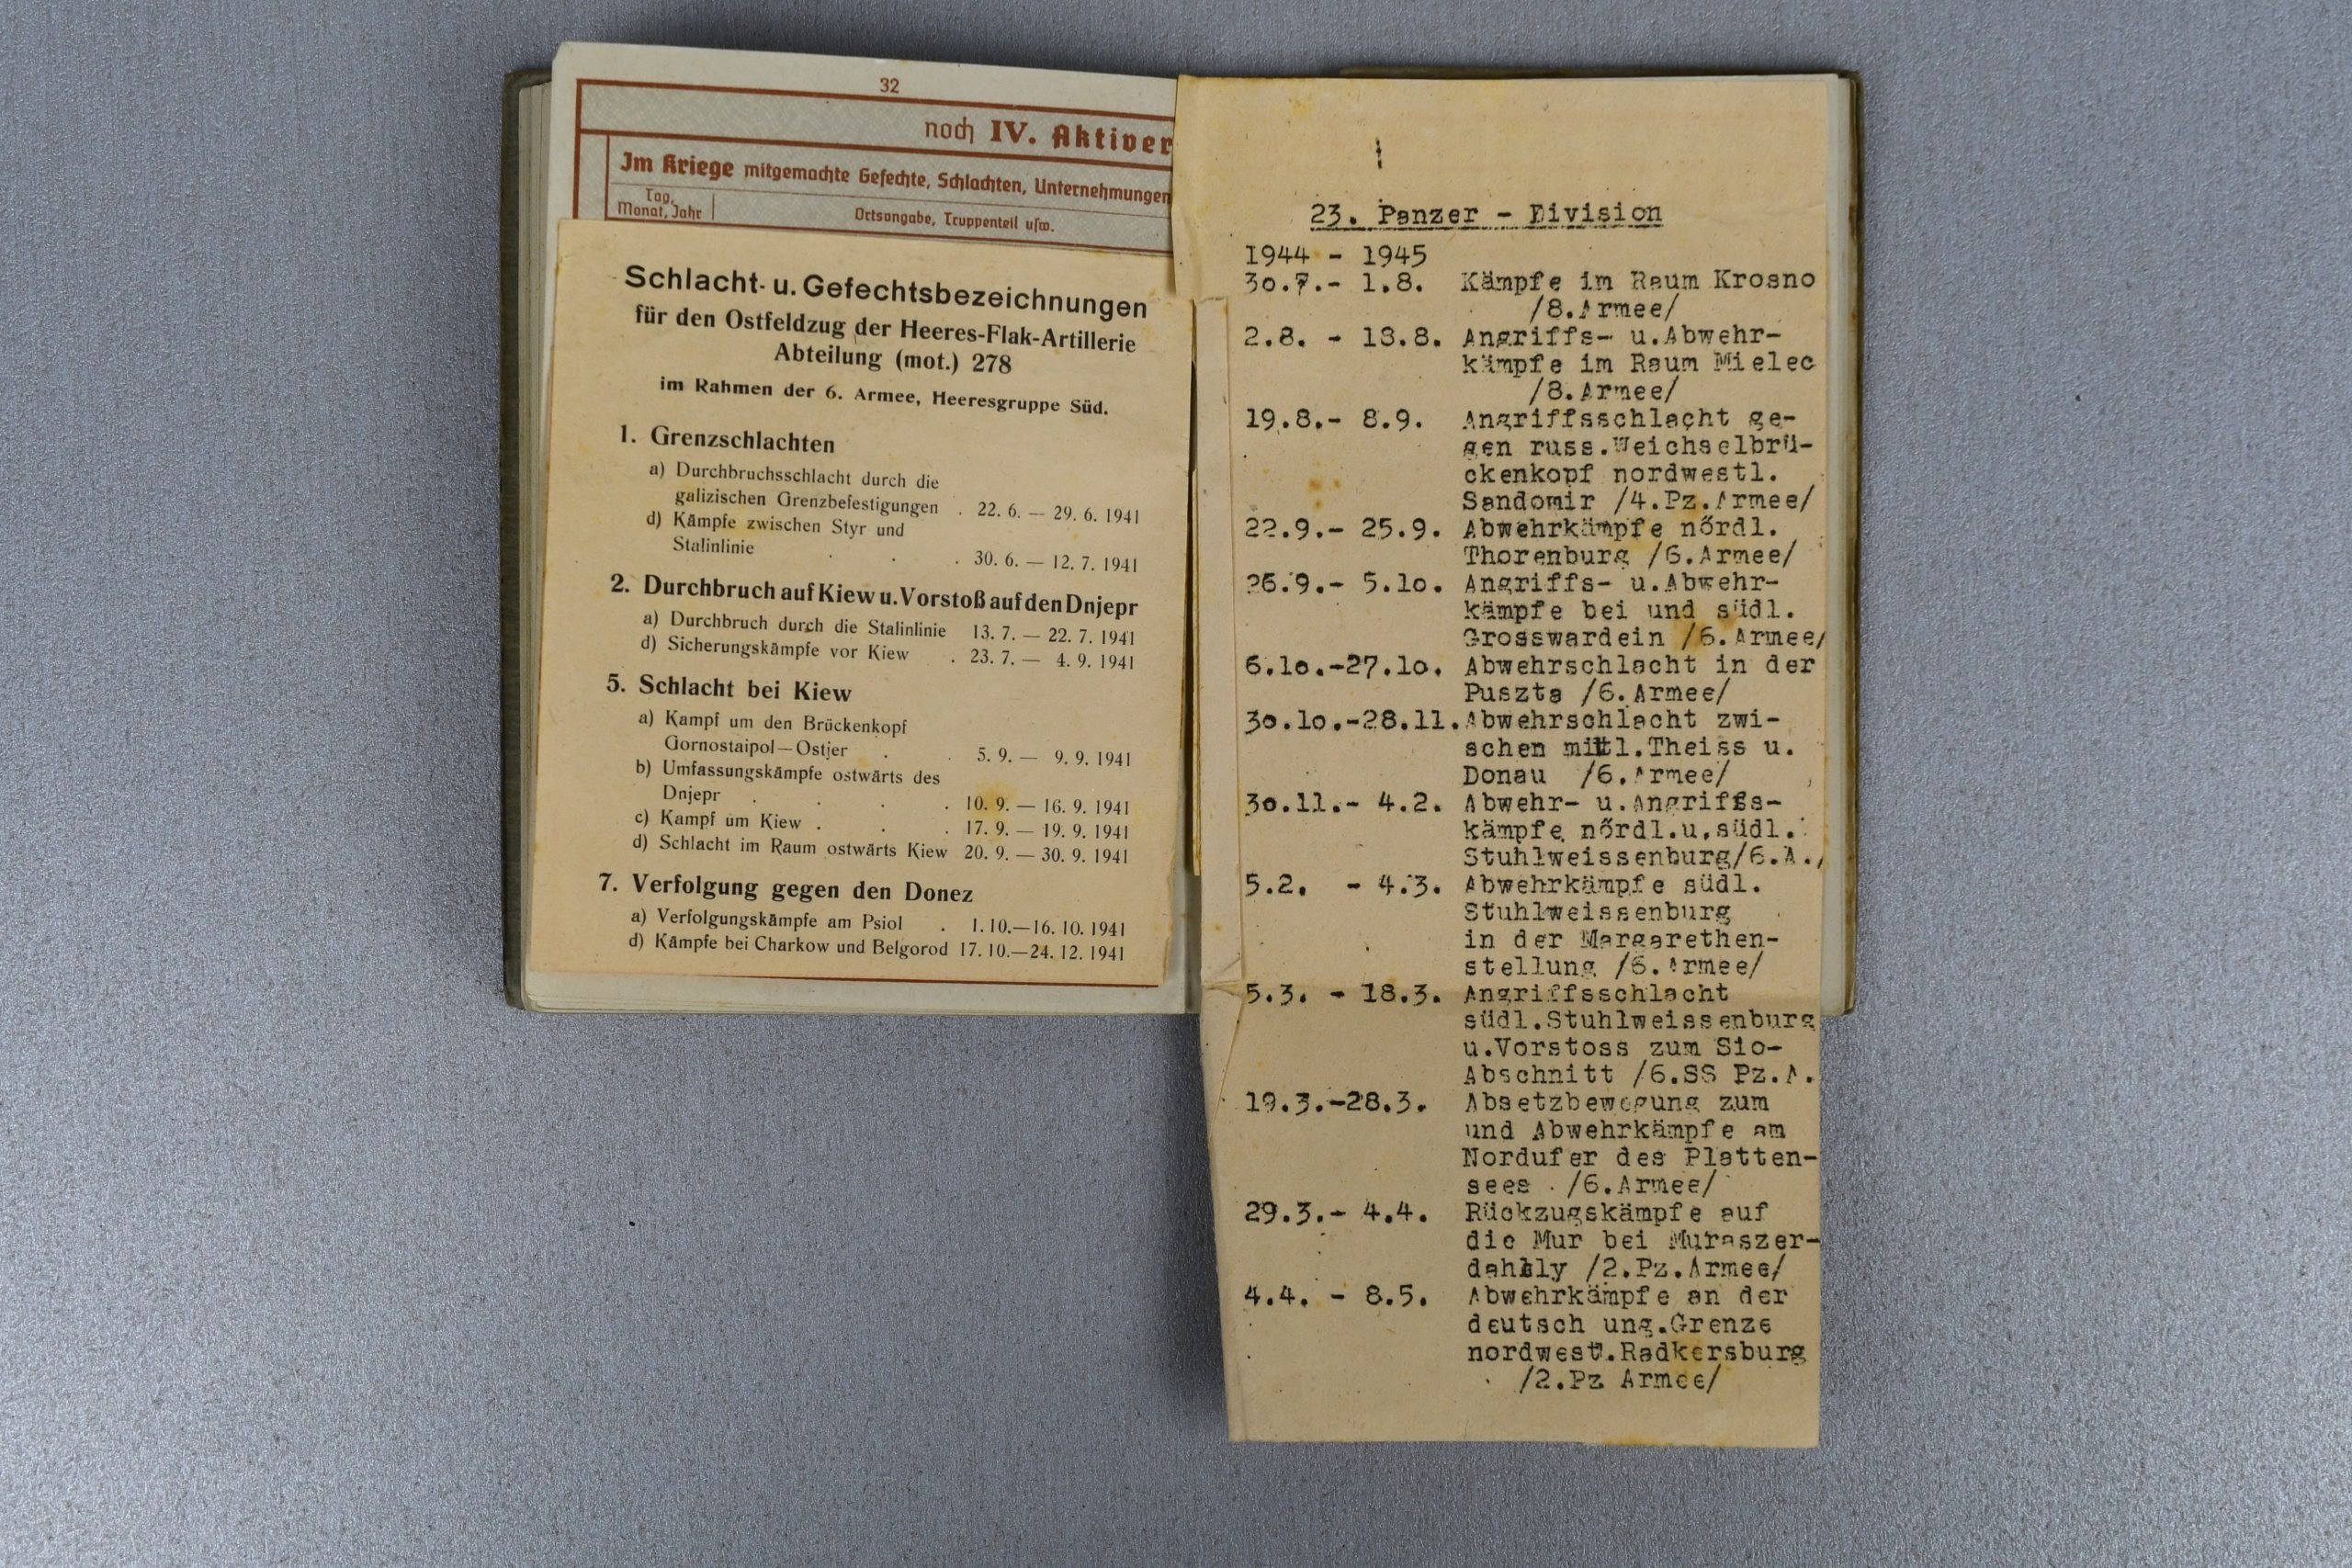 32
noch IV. Aktiver
Im Kriege mitgemachte Gefechte, Schlachten, Unternehmungen
Tag, Monat, Jahr
Ortsangabe, Truppenteil usw.
Schlacht- u. Gefechtsbezeichnungen
für den Ostfeldzug der Heeres-Flak-Artillerie
Abteilung (mot.) 278
im Rahmen der 6. Armee, Heeresgruppe Süd.
1. Grenzschlachten
a) Durchbruchsschlacht durch die
galizischen Grenzbefestigungen . 22. 6. — 29. 6. 1941
d) Kämpfe zwischen Styr und
Stalinlinie . . . 30. 6. — 12. 7. 1941
2. Durchbruch auf Kiew u. Vorstoß auf den Dnjepr
a) Durchbruch durch die Stalinlinie 13. 7. — 22. 7. 1941
d) Sicherungskämpfe vor Kiew . 23. 7. — 4. 9. 1941
5. Schlacht bei Kiew
a) Kampf um den Brückenkopf
Gornostaipol—Ostjer . . 5. 9. — 9. 9. 1941
b) Umfassungskämpfe ostwärts des
Dnjepr . . . . 10. 9. — 16. 9. 1941
c) Kampf um Kiew . . . 17. 9. — 19. 9. 1941
d) Schlacht im Raum ostwärts Kiew 20. 9. — 30. 9. 1941
7. Verfolgung gegen den Donez
a) Verfolgungskämpfe am Psiol . 1. 10.—16. 10. 1941
d) Kämpfe bei Charkow und Belgorod 17. 10.—24. 12. 1941
23. Panzer - Division
1944 - 1945
30.7.- 1.8. Kämpfe im Raum Krosno
/8.Armee/
2.8. - 18.8. Angriffs- u.Abwehr-
kämpfe im Raum Mielec
/8.Armee/
19.8.- 8.9. Angriffsschlacht ge-
gen russ.Weichselbrü-
ckenkopf nordwestl.
Sandomir /4.Pz.Armee/
22.9.- 25.9. Abwehrkämpfe nördl.
Thorenburg /6.Armee/
26.9.- 5.10. Angriffs- u.Abwehr-
kämpfe bei und südl.
Grosswardein /6.Armee/
6.10.-27.10. Abwehrschlacht in der
Puszta /6.Armee/
30.10.-28.11. Abwehrschlacht zwi-
schen mittl.Theiss u.
Donau /6.Armee/
30.11.- 4.2. Abwehr- u.Angriffs-
kämpfe nördl.u.südl.
Stuhlweissenburg/6.A./
5.2. - 4.3. Abwehrkämpfe südl.
Stuhlweissenburg
in der Margarethen-
stellung /6.Armee/
5.3. - 18.3. Angriffsschlacht
südl.Stuhlweissenburg
u.Vorstoss zum Sio-
Abschnitt /6.SS Pz.A.
19.3.-28.3. Absetzbewegung zum
und Abwehrkämpfe am
Nordufer des Platten-
sees /6.Armee/
29.3.- 4.4. Rückzugskämpfe auf
die Mur bei Muraszer-
dahly /2.Pz.Armee/
4.4. - 8.5. Abwehrkämpfe an der
deutsch ung.Grenze
nordwestl.Radkersburg
/2.Pz Armee/